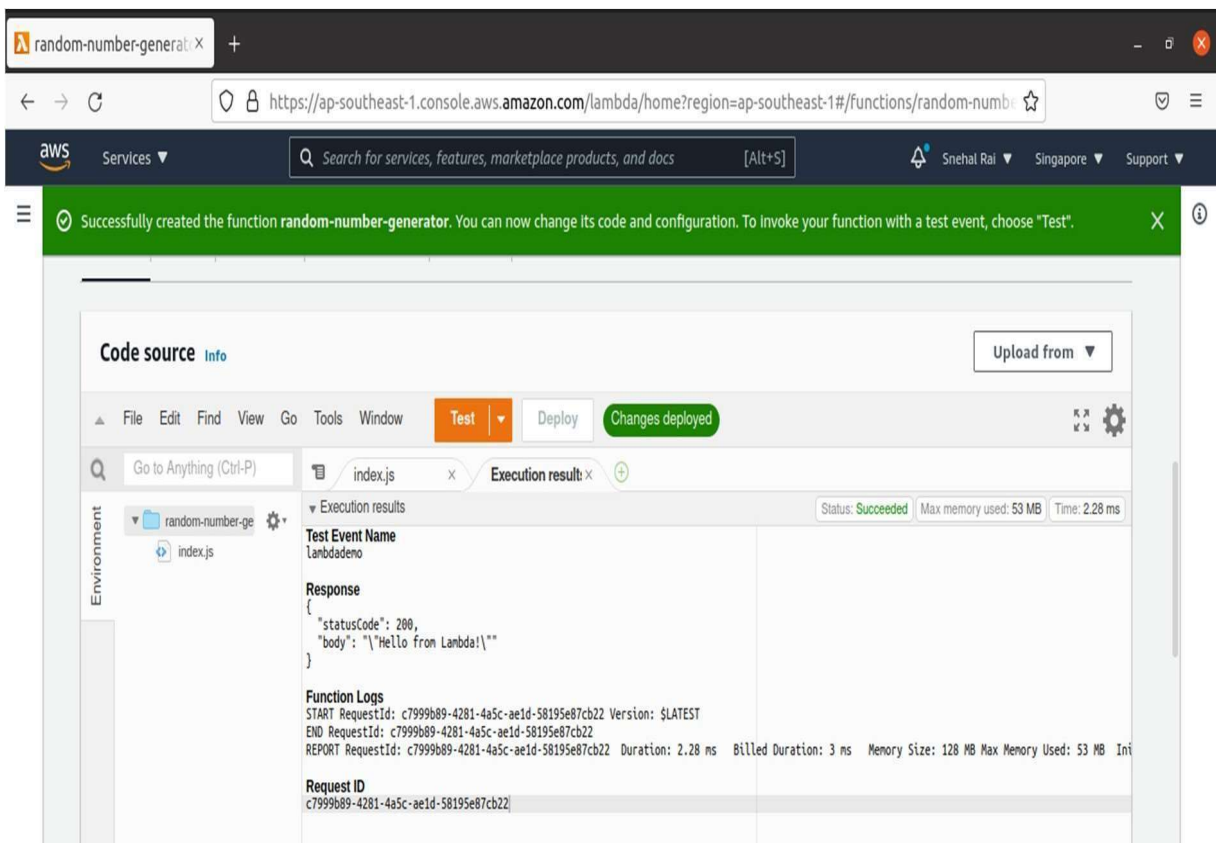 random-number-generat
https://ap-southeast-1.console.aws.amazon.com/lambda/home?region=ap-southeast-1#/functions/random-numbe
aws Services Search for services, features, marketplace products, and docs [Alt+S] Snehal Rai Singapore Support
Successfully created the function random-number-generator. You can now change its code and configuration. To invoke your function with a test event, choose "Test".
Code source Info Upload from
File Edit Find View Go Tools Window Test Deploy Changes deployed
Go to Anything (Ctrl-P) index.js Execution result:
Execution results Status: Succeeded Max memory used: 53 MB Time: 2.28 ms
Environment
random-number-ge
index.js
Test Event Name
lambdademo
Response
{
"statusCode": 200,
"body": "\"Hello from Lambda!\""
}
Function Logs
START RequestId: c7999b89-4281-4a5c-ae1d-58195e87cb22 Version: $LATEST
END RequestId: c7999b89-4281-4a5c-ae1d-58195e87cb22
REPORT RequestId: c7999b89-4281-4a5c-ae1d-58195e87cb22 Duration: 2.28 ms Billed Duration: 3 ms Memory Size: 128 MB Max Memory Used: 53 MB Ini
Request ID
c7999b89-4281-4a5c-ae1d-58195e87cb22